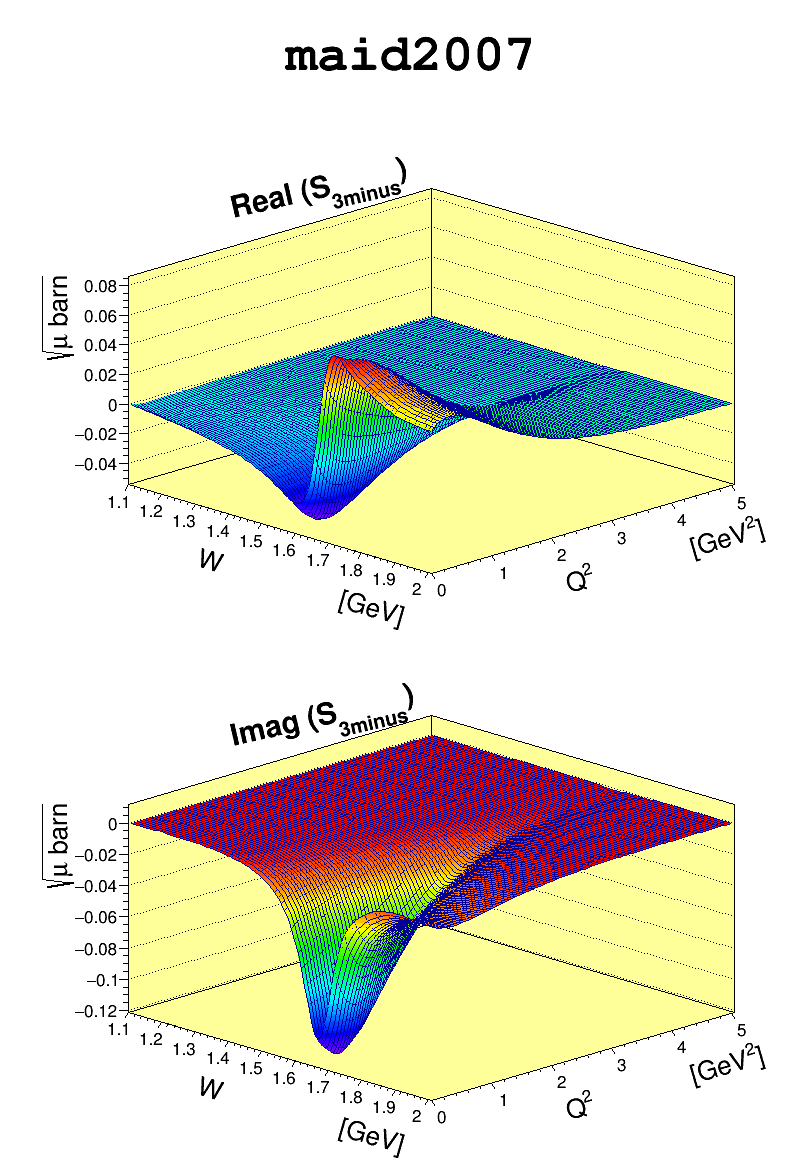 maid2007
Real (S3minus)
√μ barn
0.08
0.06
0.04
0.02
0
−0.02
−0.04
1.1 1.2 1.3 1.4 1.5 1.6 1.7 1.8 1.9 2
W [GeV]
0 1 2 3 4 5
Q² [GeV²]
Imag (S3minus)
√μ barn
0
−0.02
−0.04
−0.06
−0.08
−0.1
−0.12
1.1 1.2 1.3 1.4 1.5 1.6 1.7 1.8 1.9 2
W [GeV]
0 1 2 3 4 5
Q² [GeV²]